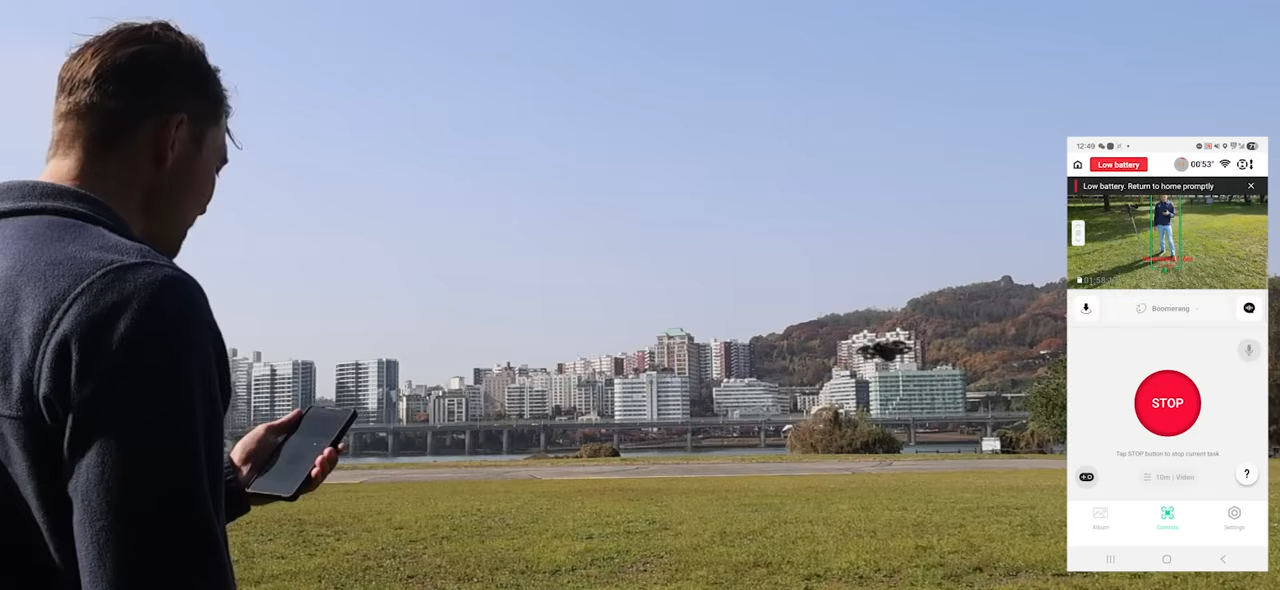 12:49
71
Low battery
00'53"
Low battery. Return to home promptly
Boomerang
STOP
Tap STOP button to stop current task
10m | Video
?
Album
Controls
Settings